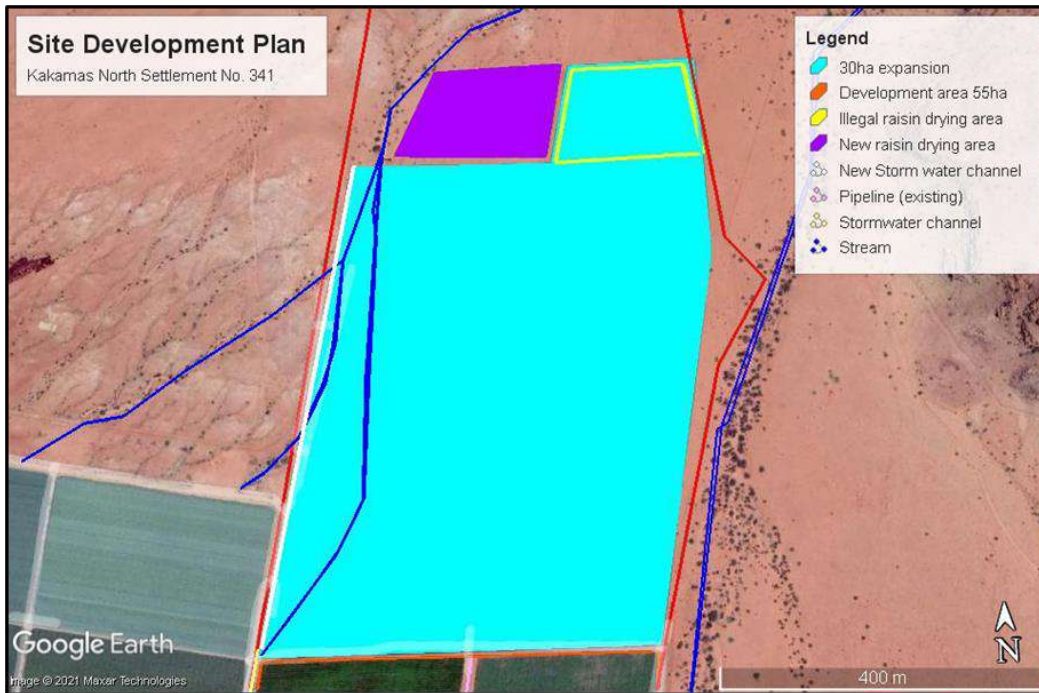 Site Development Plan
Kakamas North Settlement No. 341
Legend
30ha expansion
Development area 55ha
Illegal raisin drying area
New raisin drying area
New Storm water channel
Pipeline (existing)
Stormwater channel
Stream
Google Earth
Image © 2021 Maxar Technologies
N
400 m